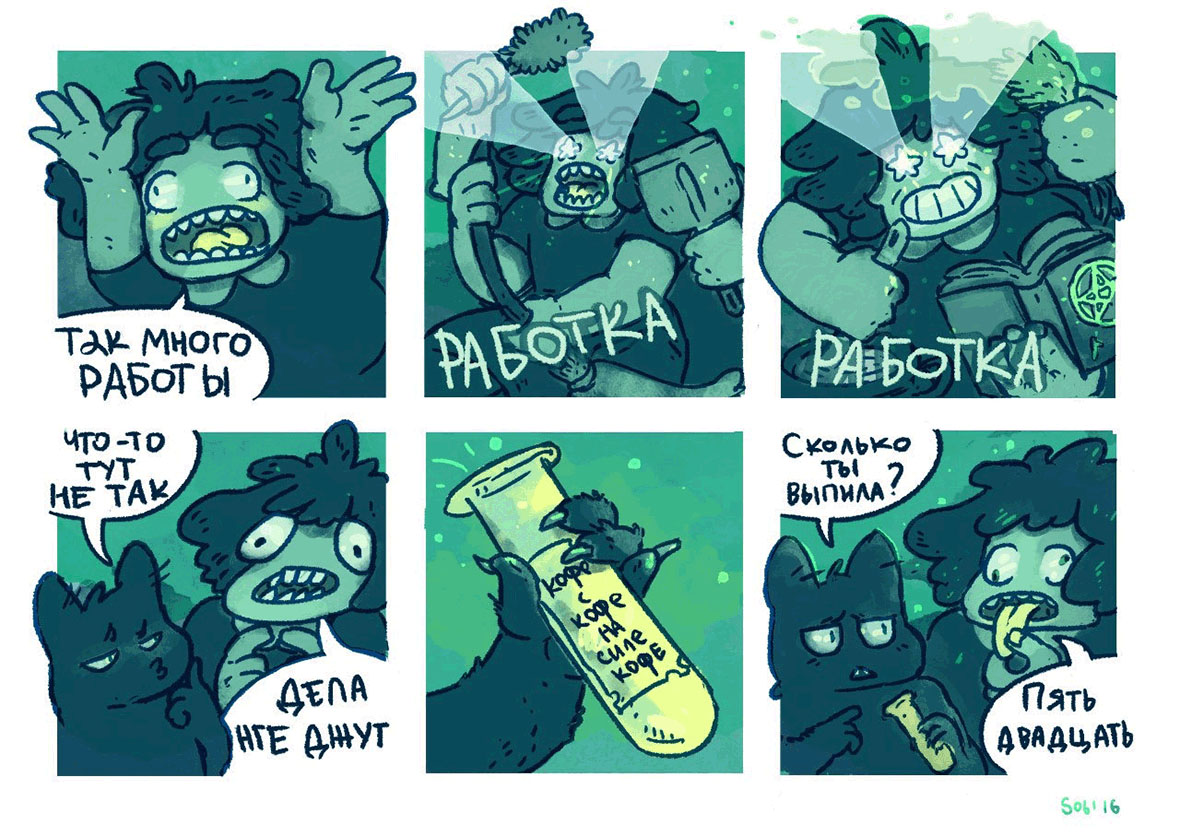 Так много
работы
Работка
Работка
Что-то
тут
не так
Дела
нге джут
кофе
с
кофе
на
силе
кофе
Сколько
ты
выпила?
Пять
двадцать
Sobi'16